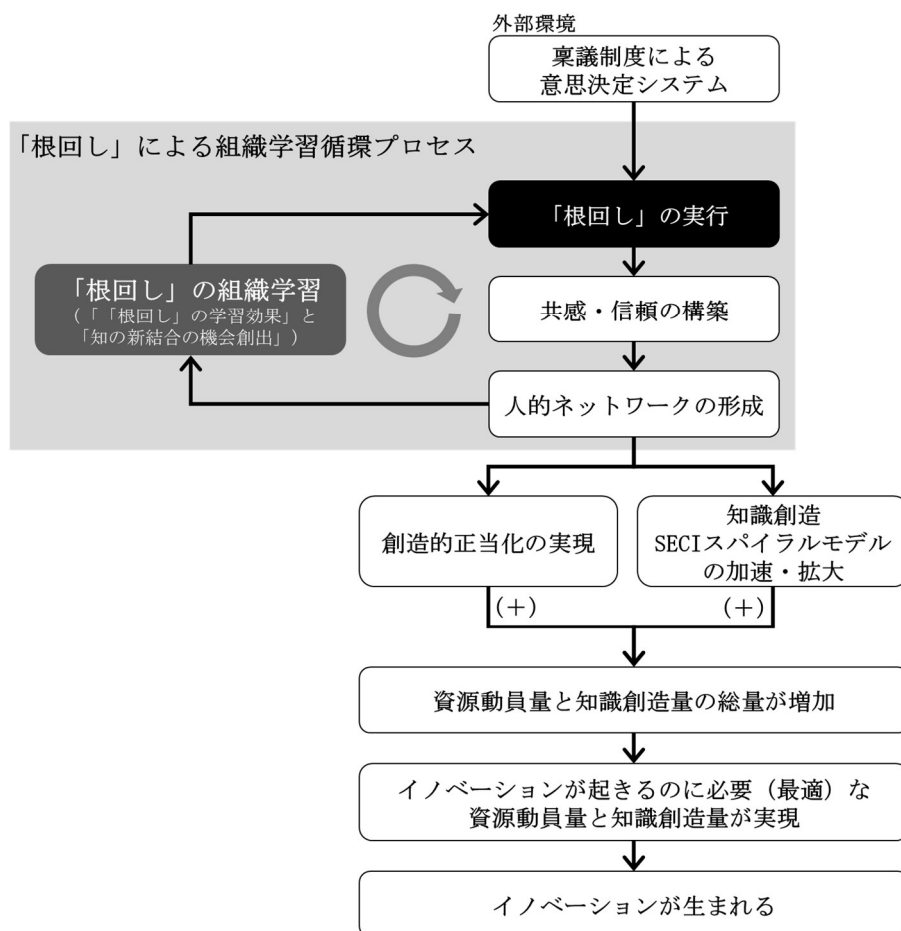 外部環境
稟議制度による
意思決定システム
「根回し」による組織学習循環プロセス
「根回し」の実行
「根回し」の組織学習
(「「根回し」の学習効果」と
「知の新結合の機会創出」)
共感・信頼の構築
人的ネットワークの形成
創造的正当化の実現
知識創造
SECIスパイラルモデル
の加速・拡大
(+)
(+)
資源動員量と知識創造量の総量が増加
イノベーションが起きるのに必要（最適）な
資源動員量と知識創造量が実現
イノベーションが生まれる